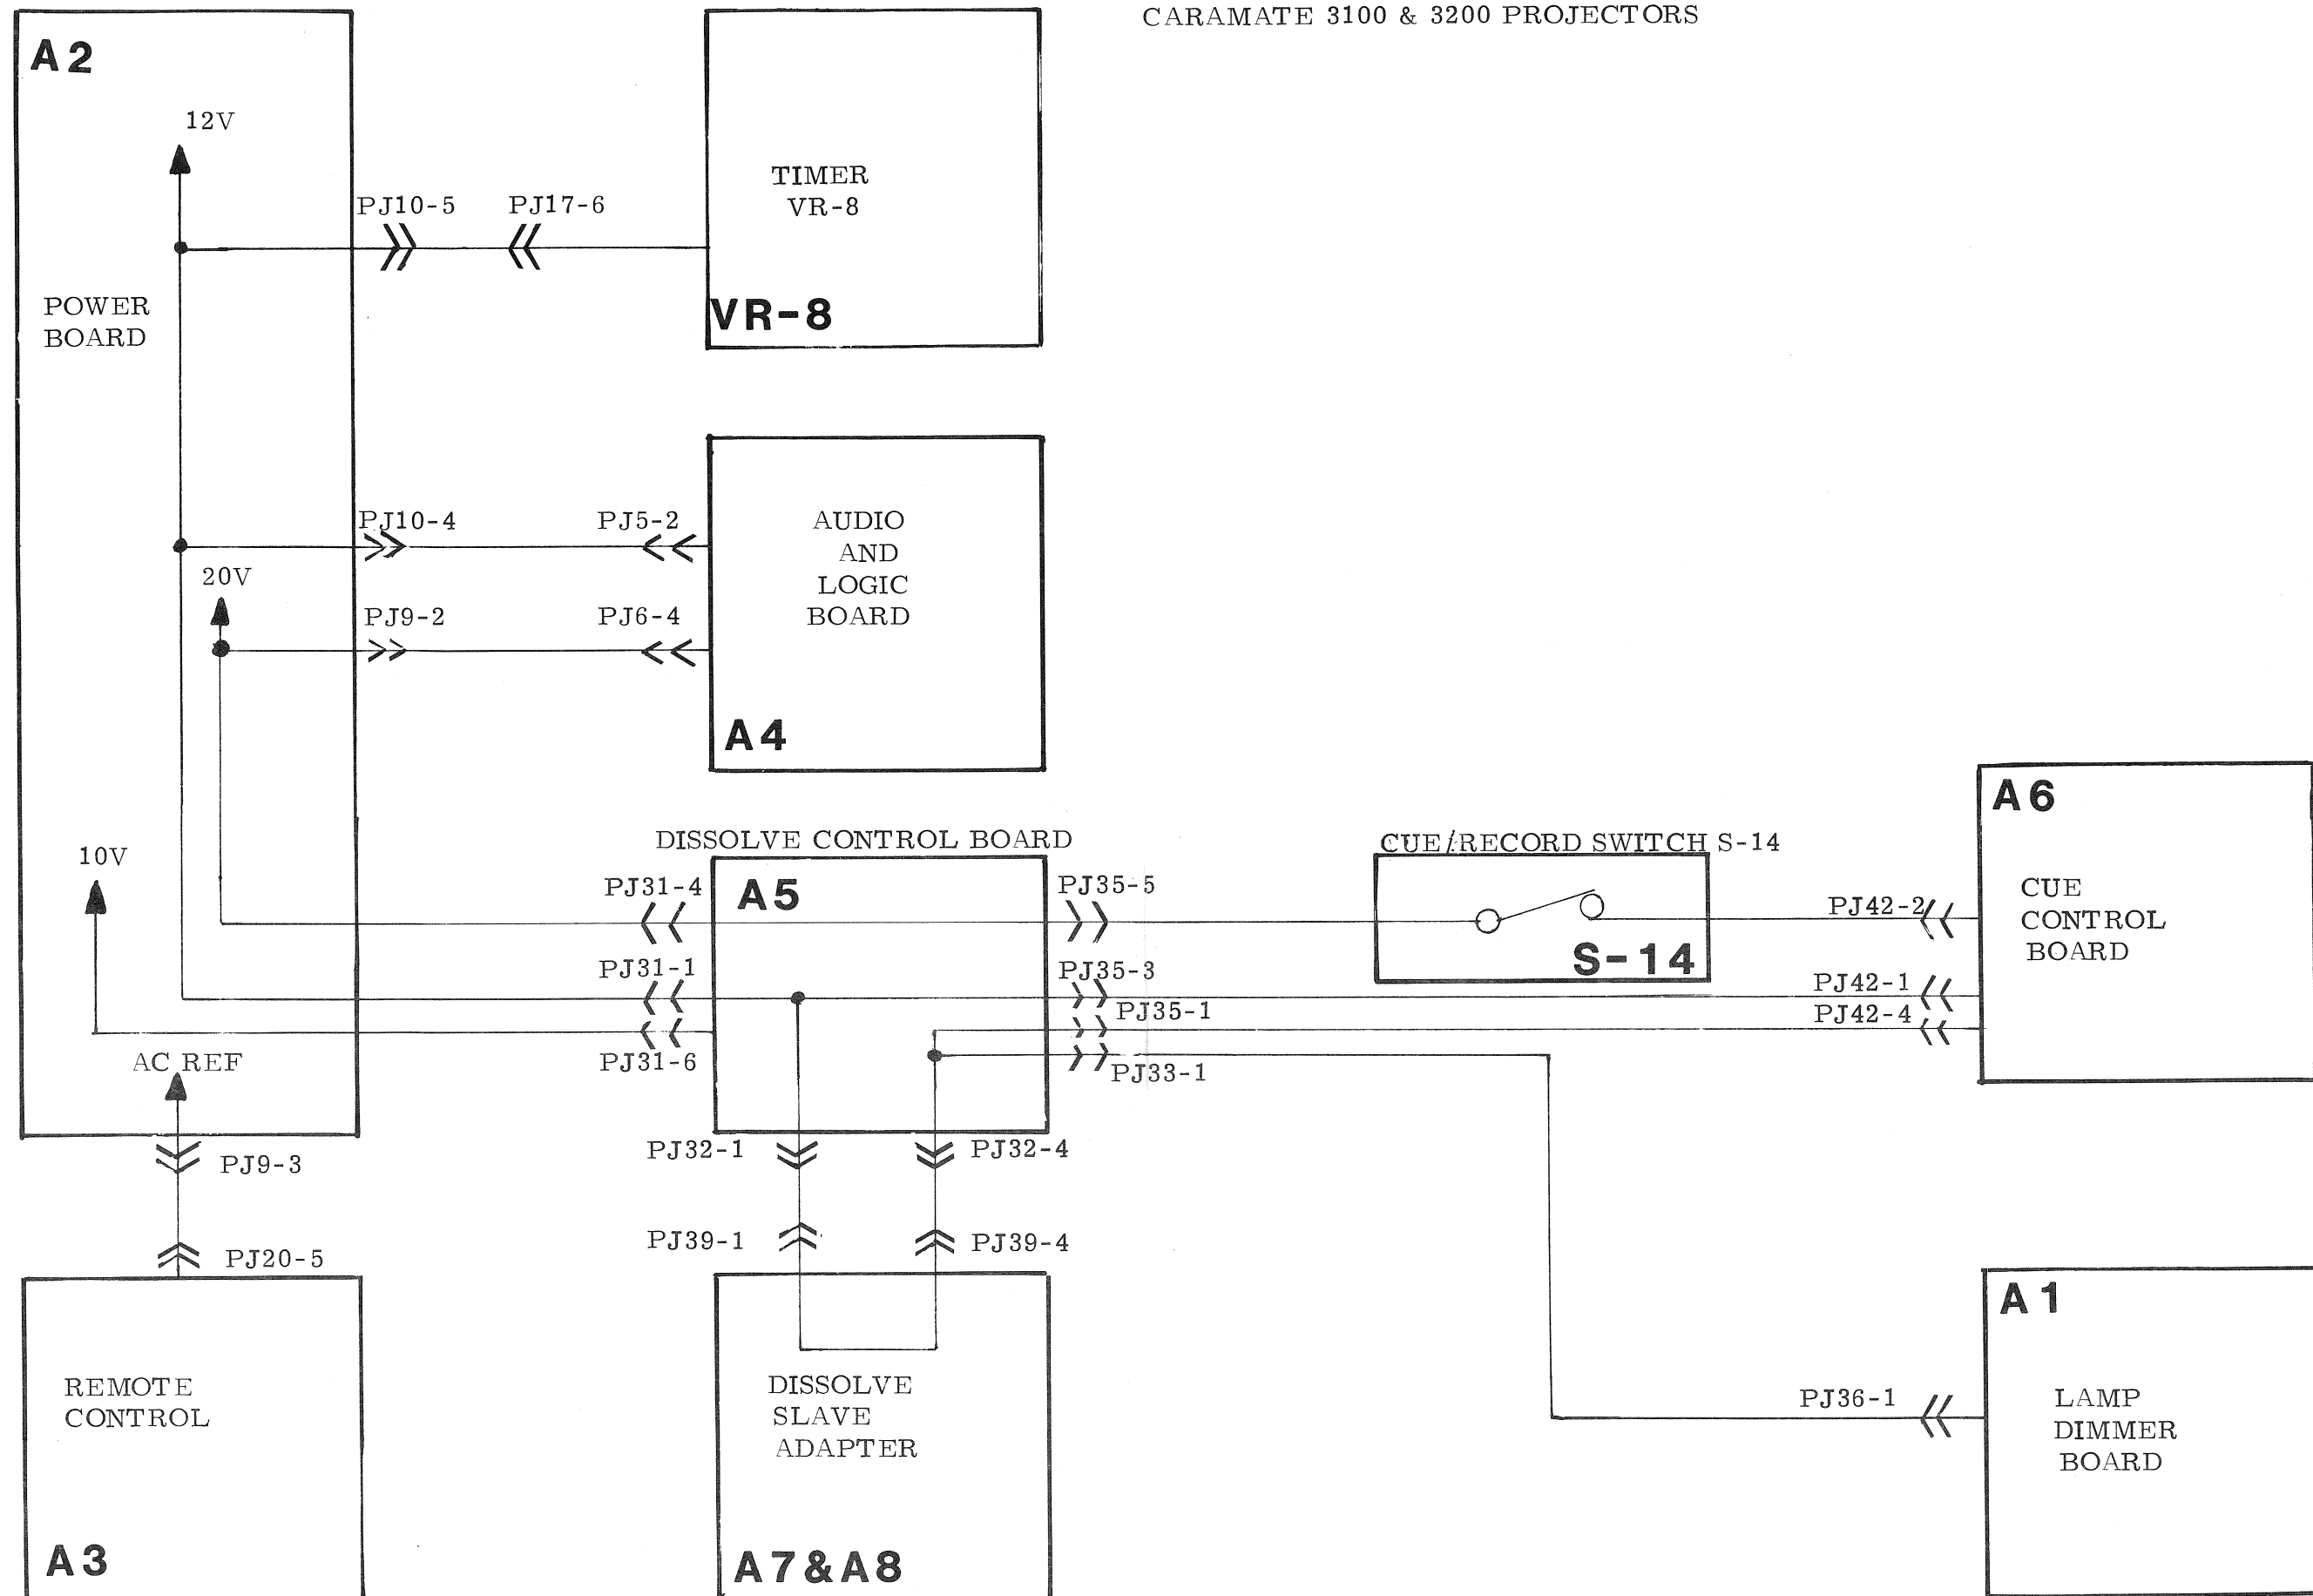 CARAMATE 3100 & 3200 PROJECTORS
A2
12V
POWER
BOARD
PJ10-5
PJ17-6
TIMER
VR-8
VR-8
PJ10-4
PJ5-2
20V
PJ9-2
PJ6-4
AUDIO
AND
LOGIC
BOARD
A4
10V
DISSOLVE CONTROL BOARD
A5
PJ31-4
PJ35-5
CUE/RECORD SWITCH S-14
S-14
PJ42-2
A6
CUE
CONTROL
BOARD
PJ31-1
PJ35-3
PJ42-1
PJ35-1
PJ42-4
PJ31-6
PJ33-1
AC REF
PJ9-3
PJ32-1
PJ32-4
PJ20-5
PJ39-1
PJ39-4
REMOTE
CONTROL
A3
DISSOLVE
SLAVE
ADAPTER
A7&A8
A1
PJ36-1
LAMP
DIMMER
BOARD